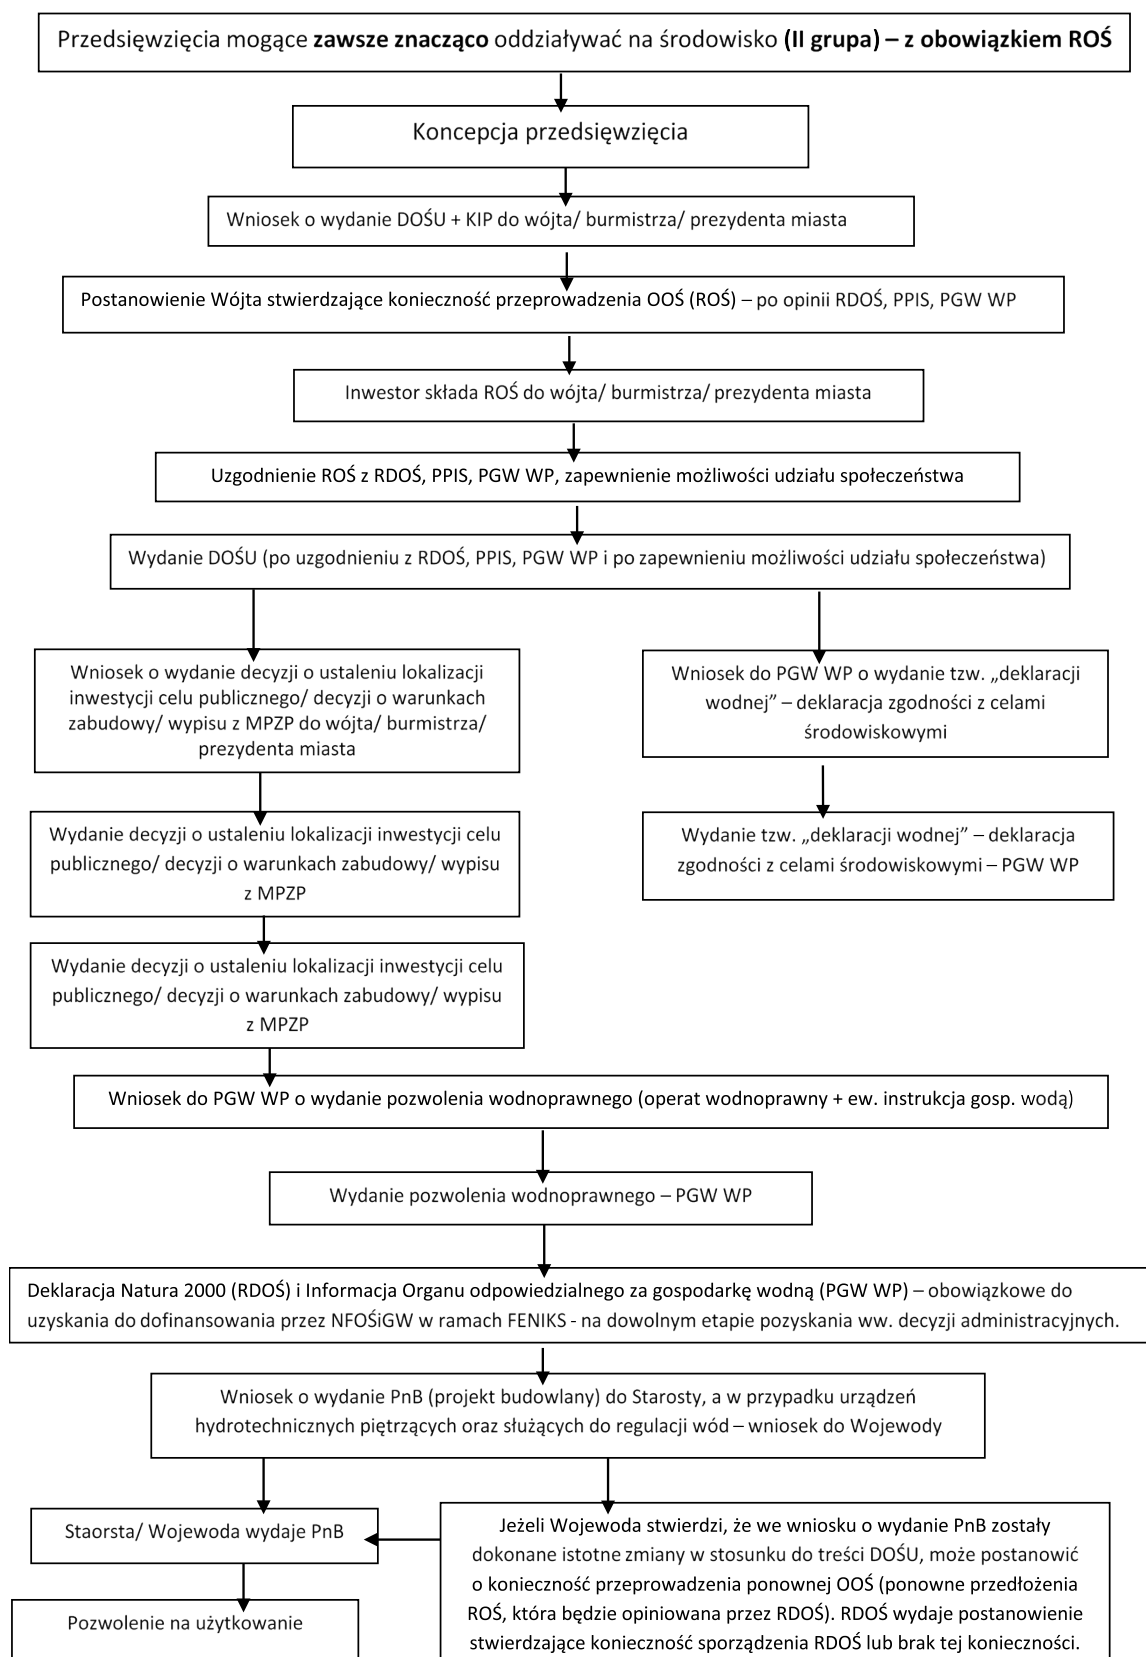 Przedsięwzięcia mogące zawsze znacząco oddziaływać na środowisko (II grupa) – z obowiązkiem ROŚ
Koncepcja przedsięwzięcia
Wniosek o wydanie DOŚU + KIP do wójta/ burmistrza/ prezydenta miasta
Postanowienie Wójta stwierdzające konieczność przeprowadzenia OOŚ (ROŚ) – po opinii RDOŚ, PPIS, PGW WP
Inwestor składa ROŚ do wójta/ burmistrza/ prezydenta miasta
Uzgodnienie ROŚ z RDOŚ, PPIS, PGW WP, zapewnienie możliwości udziału społeczeństwa
Wydanie DOŚU (po uzgodnieniu z RDOŚ, PPIS, PGW WP i po zapewnieniu możliwości udziału społeczeństwa)
Wniosek o wydanie decyzji o ustaleniu lokalizacji
inwestycji celu publicznego/ decyzji o warunkach
zabudowy/ wypisu z MPZP do wójta/ burmistrza/
prezydenta miasta
Wniosek do PGW WP o wydanie tzw. „deklaracji
wodnej” – deklaracja zgodności z celami
środowiskowymi
Wydanie decyzji o ustaleniu lokalizacji inwestycji celu
publicznego/ decyzji o warunkach zabudowy/ wypisu
z MPZP
Wydanie tzw. „deklaracji wodnej” – deklaracja
zgodności z celami środowiskowymi – PGW WP
Wydanie decyzji o ustaleniu lokalizacji inwestycji celu
publicznego/ decyzji o warunkach zabudowy/ wypisu
z MPZP
Wniosek do PGW WP o wydanie pozwolenia wodnoprawnego (operat wodnoprawny + ew. instrukcja gosp. wodą)
Wydanie pozwolenia wodnoprawnego – PGW WP
Deklaracja Natura 2000 (RDOŚ) i Informacja Organu odpowiedzialnego za gospodarkę wodną (PGW WP) – obowiązkowe do
uzyskania do dofinansowania przez NFOŚiGW w ramach FENIKS - na dowolnym etapie pozyskania ww. decyzji administracyjnych.
Wniosek o wydanie PnB (projekt budowlany) do Starosty, a w przypadku urządzeń
hydrotechnicznych piętrzących oraz służących do regulacji wód – wniosek do Wojewody
Staorsta/ Wojewoda wydaje PnB
Pozwolenie na użytkowanie
Jeżeli Wojewoda stwierdzi, że we wniosku o wydanie PnB zostały
dokonane istotne zmiany w stosunku do treści DOŚU, może postanowić
o konieczność przeprowadzenia ponownej OOŚ (ponowne przedłożenia
ROŚ, która będzie opiniowana przez RDOŚ). RDOŚ wydaje postanowienie
stwierdzające konieczność sporządzenia RDOŚ lub brak tej konieczności.